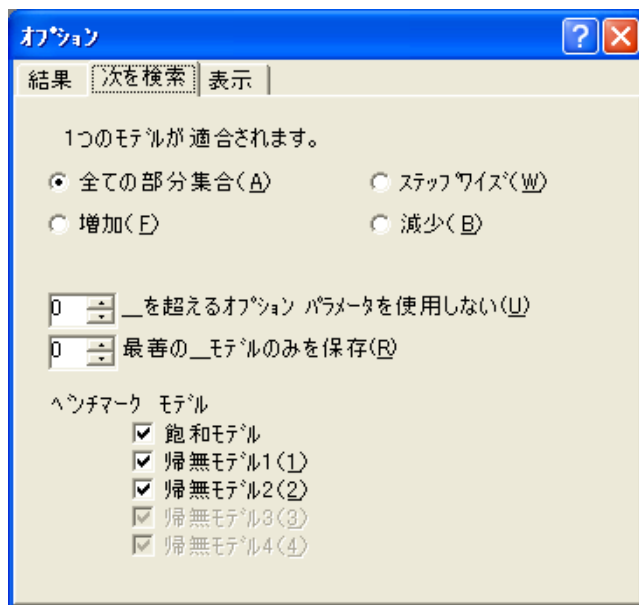 オプション
結果 次を検索 表示
1つのモデルが適合されます。
全ての部分集合(A) ステップワイズ(W)
増加(F) 減少(B)
0 __を超えるオプション パラメータを使用しない(U)
0 最善の__モデルのみを保存(R)
ベンチマーク モデル
飽和モデル
帰無モデル1(1)
帰無モデル2(2)
帰無モデル3(3)
帰無モデル4(4)